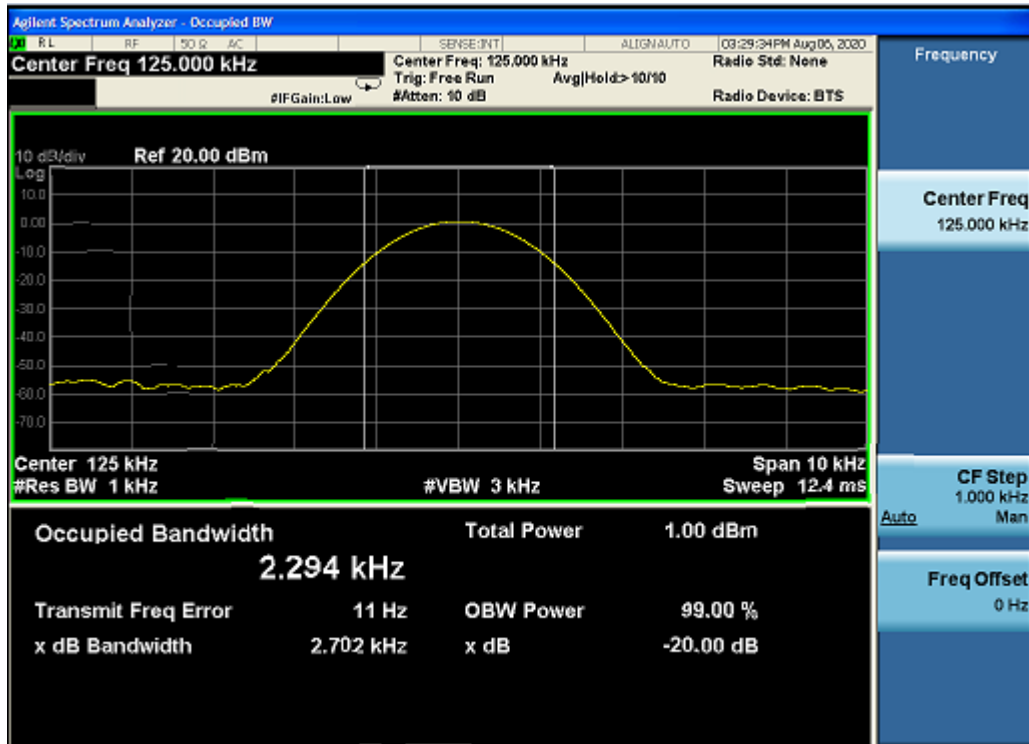 Agilent Spectrum Analyzer - Occupied BW
RL RF 50 Ω AC SENSE:INT ALIGNAUTO 03:29:34PM Aug 06, 2020
Center Freq 125.000 kHz
Center Freq: 125.000 kHz
Radio Std: None
Trig: Free Run Avg|Hold:> 10/10
#IFGain:Low
#Atten: 10 dB
Radio Device: BTS
10 dB/div Ref 20.00 dBm
Log
10.0
0.00
-10.0
-20.0
-30.0
-40.0
-50.0
-60.0
-70.0
Center 125 kHz Span 10 kHz
#Res BW 1 kHz #VBW 3 kHz Sweep 12.4 ms
Occupied Bandwidth Total Power 1.00 dBm
2.294 kHz
Transmit Freq Error 11 Hz OBW Power 99.00 %
x dB Bandwidth 2.702 kHz x dB -20.00 dB
Frequency
Center Freq
125.000 kHz
CF Step
1.000 kHz
Auto Man
Freq Offset
0 Hz